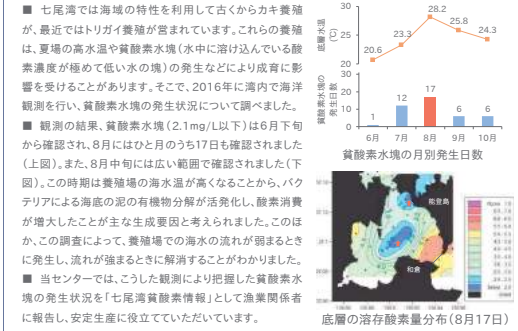 ■ 七尾湾では海域の特性を利用して古くからカキ養殖
が、最近ではトリガイ養殖が営まれています。これらの養殖
は、夏場の高水温や貧酸素水塊(水中に溶け込んでいる酸
素濃度が極めて低い水の塊)の発生などにより成育に影
響を受けることがあります。そこで、2016年に湾内で海洋
観測を行い、貧酸素水塊の発生状況について調べました。
■ 観測の結果、貧酸素水塊(2.1mg/L以下)は6月下旬
から確認され、8月にはひと月のうち17日も確認されました
(上図)。また、8月中旬には広い範囲で確認されました(下
図)。この時期は養殖場の海水温が高くなることから、バク
テリアによる海底の泥の有機物分解が活発化し、酸素消費
が増大したことが主な生成要因と考えられました。このほ
か、この調査によって、養殖場での海水の流れが弱まるとき
に発生し、流れが強まるときに解消することがわかりました。
■ 当センターでは、こうした観測により把握した貧酸素水
塊の発生状況を「七尾湾貧酸素情報」として漁業関係者
に報告し、安定生産に役立てていただいています。
底層水温
(℃)
30
25
20
20.6
23.3
28.2
25.8
24.3
貧酸素水塊の
発生日数
30
20
10
0
1
12
17
6
6
6月 7月 8月 9月 10月
貧酸素水塊の月別発生日数
能登島
和倉
底層の溶存酸素量分布(8月17日)